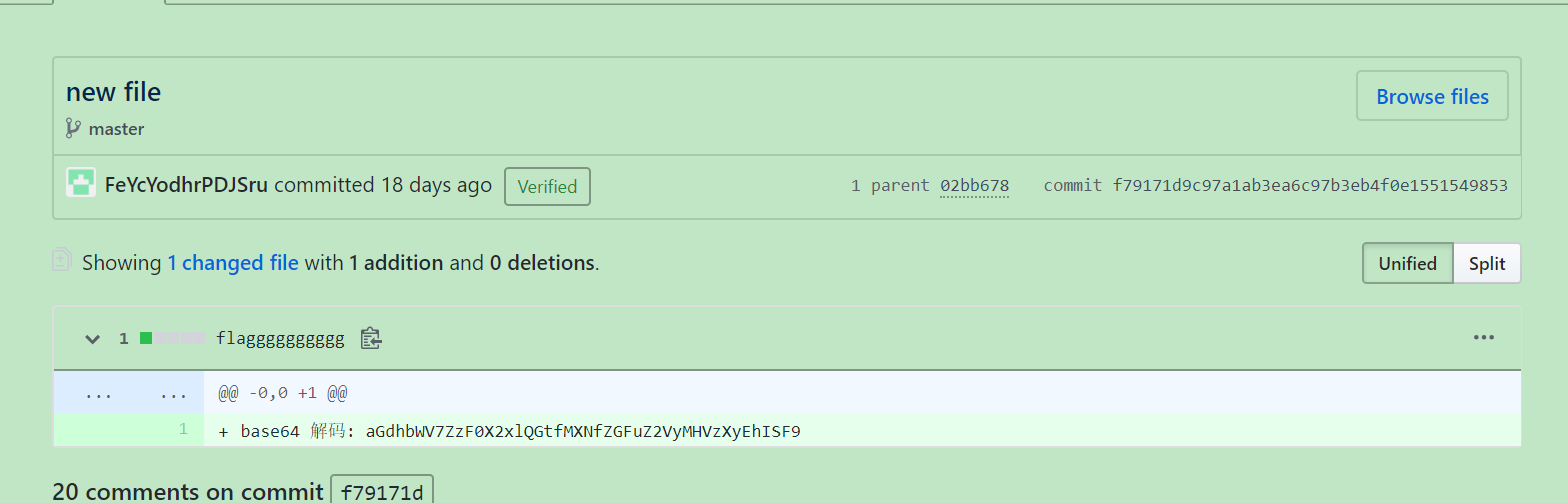 new file
Browse files
master
FeYcYodhrPDJSru committed 18 days ago Verified 1 parent 02bb678 commit f79171d9c97a1ab3ea6c97b3eb4f0e1551549853
Showing 1 changed file with 1 addition and 0 deletions. Unified Split
1 flaggggggggggg
... ... @@ -0,0 +1 @@
1 + base64 解码: aGdhbWV7ZzF0X2xlQGtfMXNfZGFuZ2VyMHVzXyEhISF9
20 comments on commit f79171d